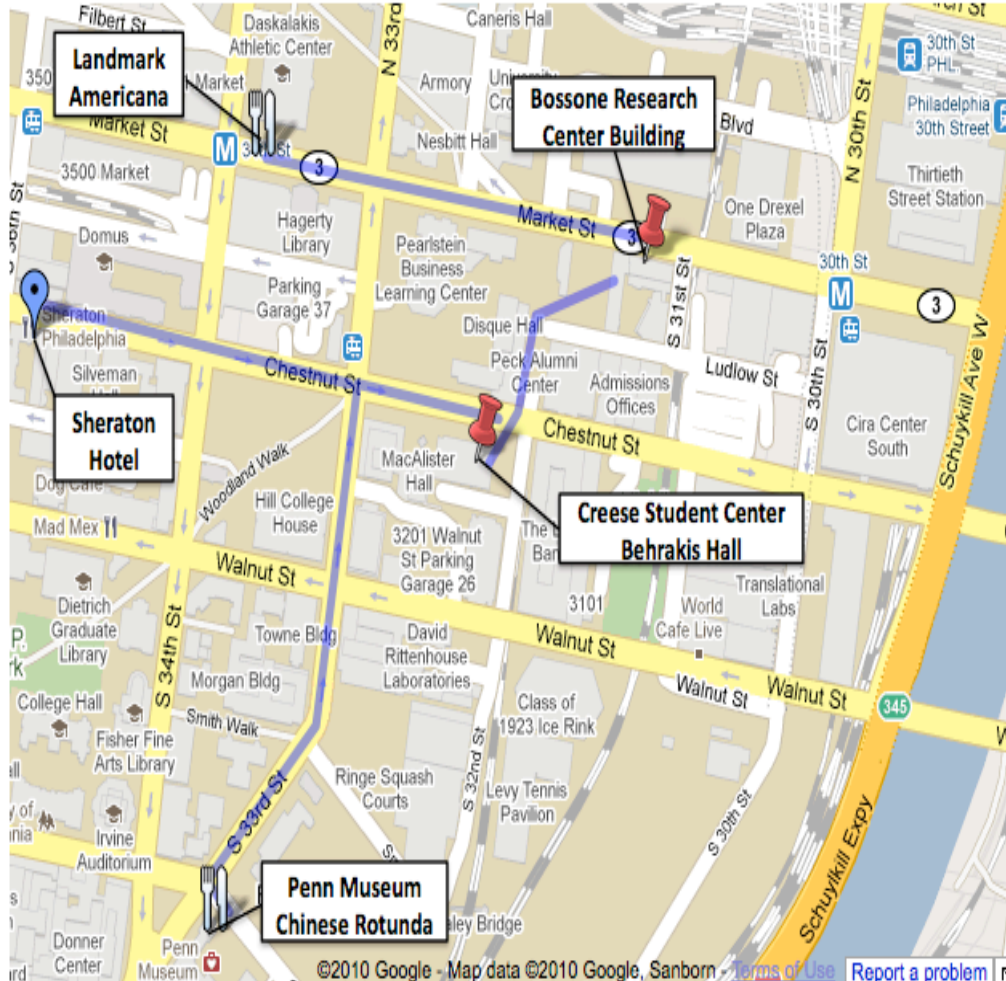 Filbert St
Daskalakis
Athletic Center
Caneris Hall
N 33rd
30th St
PHL.
Landmark
Americana
Market
Armory
Bossone Research
Center Building
Blvd
N 30th St
Philadelphia
30th Street
Market St
M
3
Nesbitt Hall
3500 Market
Thirtieth
Street Station
One Drexel
Plaza
Market St
3
Hagerty
Library
Domus
Pearlstein
Business
Learning Center
30th St
M
3
Parking
Garage 37
S 31st St
Sheraton
Philadelphia
Disque Hall
Peck Alumni
Center
Ludlow St
Silveman
Chestnut St
Admissions
Offices
S 30th St
Schuylkill Ave W
Sheraton
Hotel
Chestnut St
Cira Center
South
MacAlister
Hall
Woodland Walk
Hill College
House
Creese Student Center
Behrakis Hall
Mad Mex
3201 Walnut
St Parking
Garage 26
Walnut St
3101
Translational
Labs
World
Cafe Live
Dietrich
Graduate
Library
Towne Bldg
David
Rittenhouse
Laboratories
Walnut St
S 34th St
Morgan Bldg
Walnut St
Walnut St
College Hall
Smith Walk
Class of
1923 Ice Rink
345
Fisher Fine
Arts Library
S 32nd St
Ringe Squash
Courts
Levy Tennis
Pavilion
S 33rd St
S 30th St
Irvine
Auditorium
Schuylkill Expy
Penn Museum
Chinese Rotunda
Donner
Center
Penn
Museum
©2010 Google - Map data ©2010 Google, Sanborn - Terms of Use
Report a problem